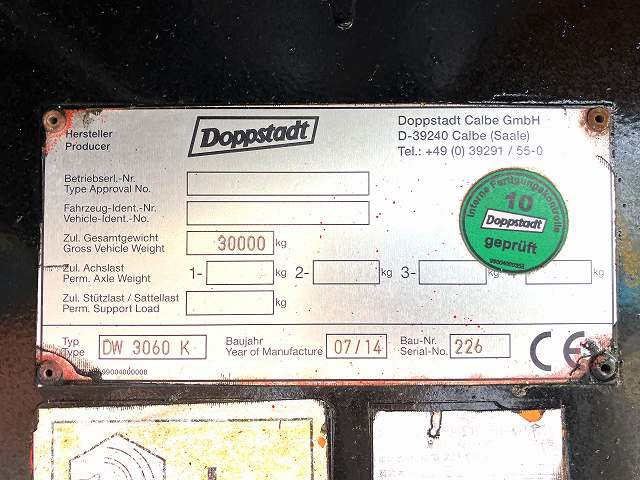 Hersteller
Producer
Doppstadt
Doppstadt Calbe GmbH
D-39240 Calbe (Saale)
Tel.: +49 (0) 39291 / 55-0
Betriebserl.-Nr.
Type Approval No.
Fahrzeug-Ident.-Nr.
Vehicle-Ident.-No.
Zul. Gesamtgewicht
Gross Vehicle Weight
30000 kg
Zul. Achslast
Perm. Axle Weight
1- kg 2- kg 3- kg kg
Zul. Stützlast / Sattellast
Perm. Support Load
kg
Interne Fertigungskontrolle
10
Doppstadt
geprüft
Typ
Type
DW 3060 K
Baujahr
Year of Manufacture
07/14
Bau-Nr.
Serial-No.
226
CE
99004000008